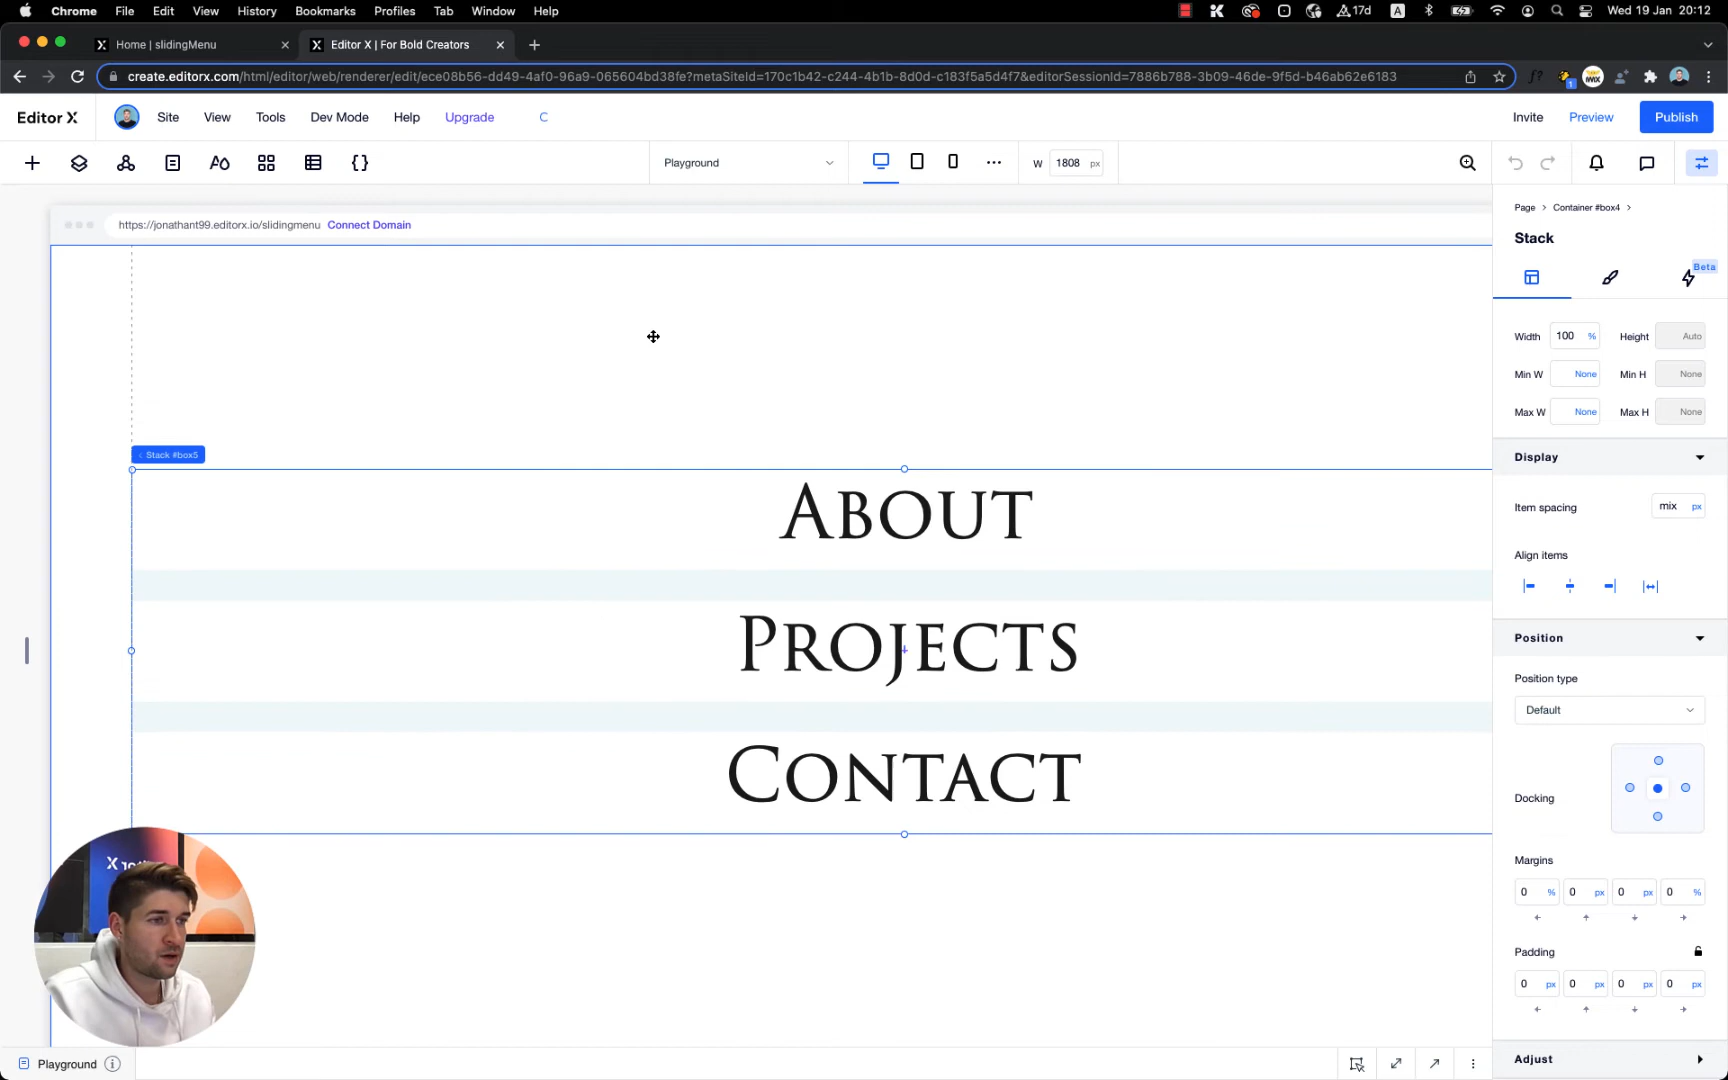 Chrome File Edit View History Bookmarks Profiles Tab Window Help 17d A Wed 19 Jan 20:12
Home | slidingMenu Editor X | For Bold Creators
create.editorx.com/html/editor/web/renderer/edit/ece08b56-dd49-4af0-96a9-065604bd38fe?metaSiteId=170c1b42-c244-4b1b-8d0d-c183f5a5d4f7&editorSessionId=7886b788-3b09-46de-9f5d-b46ab62e6183
Editor X Site View Tools Dev Mode Help Upgrade C Invite Preview Publish
Playground W 1808 px
https://jonathant99.editorx.io/slidingmenu Connect Domain
Page > Container #box4 >
Stack
Beta
Width 100 % Height Auto
Min W None Min H None
Max W None Max H None
Display
Item spacing mix px
Align items
Position
Position type
Default
Docking
Margins
0 % 0 px 0 px 0 %
Padding
0 px 0 px 0 px 0 px
Adjust
< Stack #box5
About
Projects
Contact
Playground